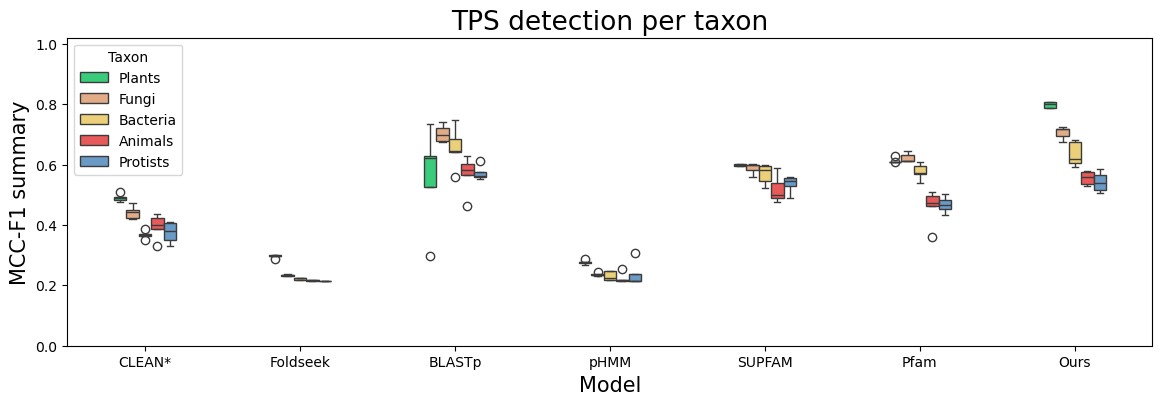 TPS detection per taxon
MCC-F1 summary
1.0
0.8
0.6
0.4
0.2
0.0
Taxon
Plants
Fungi
Bacteria
Animals
Protists
CLEAN* Foldseek BLASTp pHMM SUPFAM Pfam Ours
Model